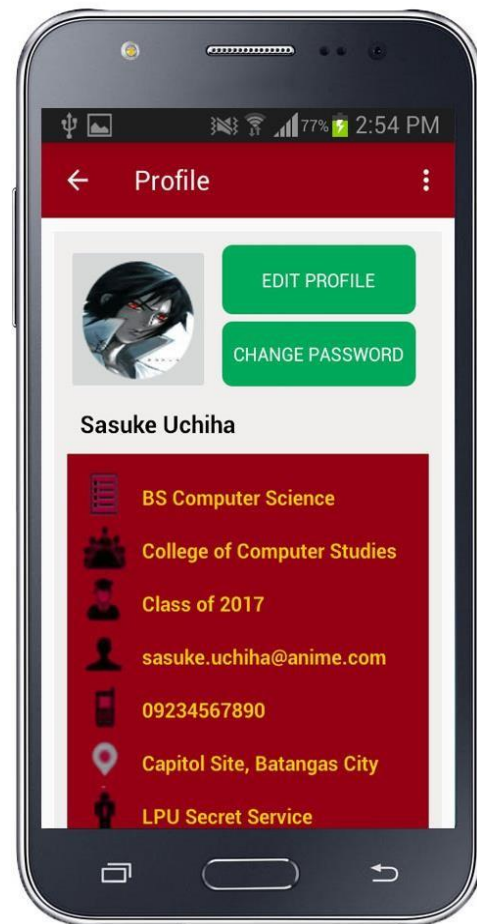 77% 2:54 PM
Profile
EDIT PROFILE
CHANGE PASSWORD
Sasuke Uchiha
BS Computer Science
College of Computer Studies
Class of 2017
sasuke.uchiha@anime.com
09234567890
Capitol Site, Batangas City
LPU Secret Service